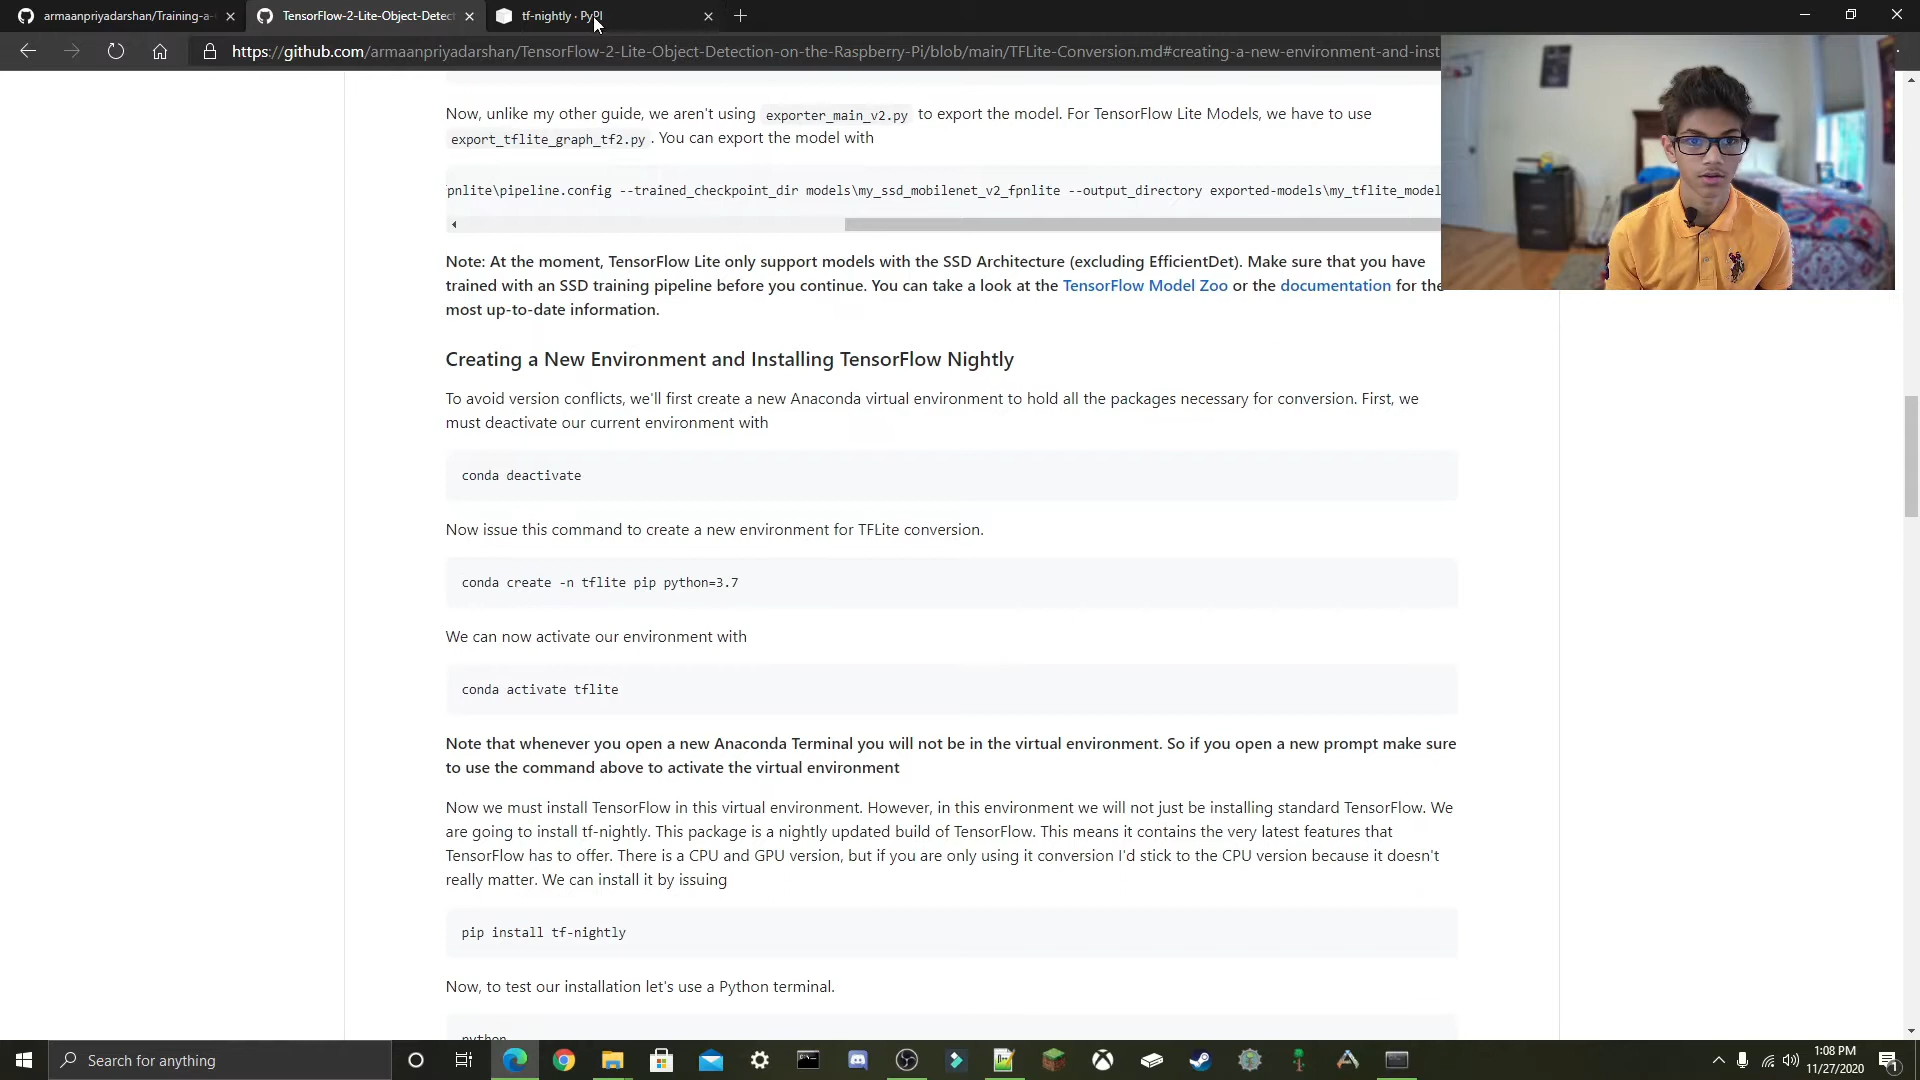 armaanpriyadarshan/Training-a-
TensorFlow-2-Lite-Object-Detect
tf-nightly · PyPI
https://github.com/armaanpriyadarshan/TensorFlow-2-Lite-Object-Detection-on-the-Raspberry-Pi/blob/main/TFLite-Conversion.md#creating-a-new-environment-and-inst
Now, unlike my other guide, we aren't using exporter_main_v2.py to export the model. For TensorFlow Lite Models, we have to use
export_tflite_graph_tf2.py . You can export the model with
pnlite\pipeline.config --trained_checkpoint_dir models\my_ssd_mobilenet_v2_fpnlite --output_directory exported-models\my_tflite_model
Note: At the moment, TensorFlow Lite only support models with the SSD Architecture (excluding EfficientDet). Make sure that you have
trained with an SSD training pipeline before you continue. You can take a look at the TensorFlow Model Zoo or the documentation for the
most up-to-date information.
Creating a New Environment and Installing TensorFlow Nightly
To avoid version conflicts, we'll first create a new Anaconda virtual environment to hold all the packages necessary for conversion. First, we
must deactivate our current environment with
conda deactivate
Now issue this command to create a new environment for TFLite conversion.
conda create -n tflite pip python=3.7
We can now activate our environment with
conda activate tflite
Note that whenever you open a new Anaconda Terminal you will not be in the virtual environment. So if you open a new prompt make sure
to use the command above to activate the virtual environment
Now we must install TensorFlow in this virtual environment. However, in this environment we will not just be installing standard TensorFlow. We
are going to install tf-nightly. This package is a nightly updated build of TensorFlow. This means it contains the very latest features that
TensorFlow has to offer. There is a CPU and GPU version, but if you are only using it conversion I'd stick to the CPU version because it doesn't
really matter. We can install it by issuing
pip install tf-nightly
Now, to test our installation let's use a Python terminal.
python
Search for anything
1:08 PM
11/27/2020
1